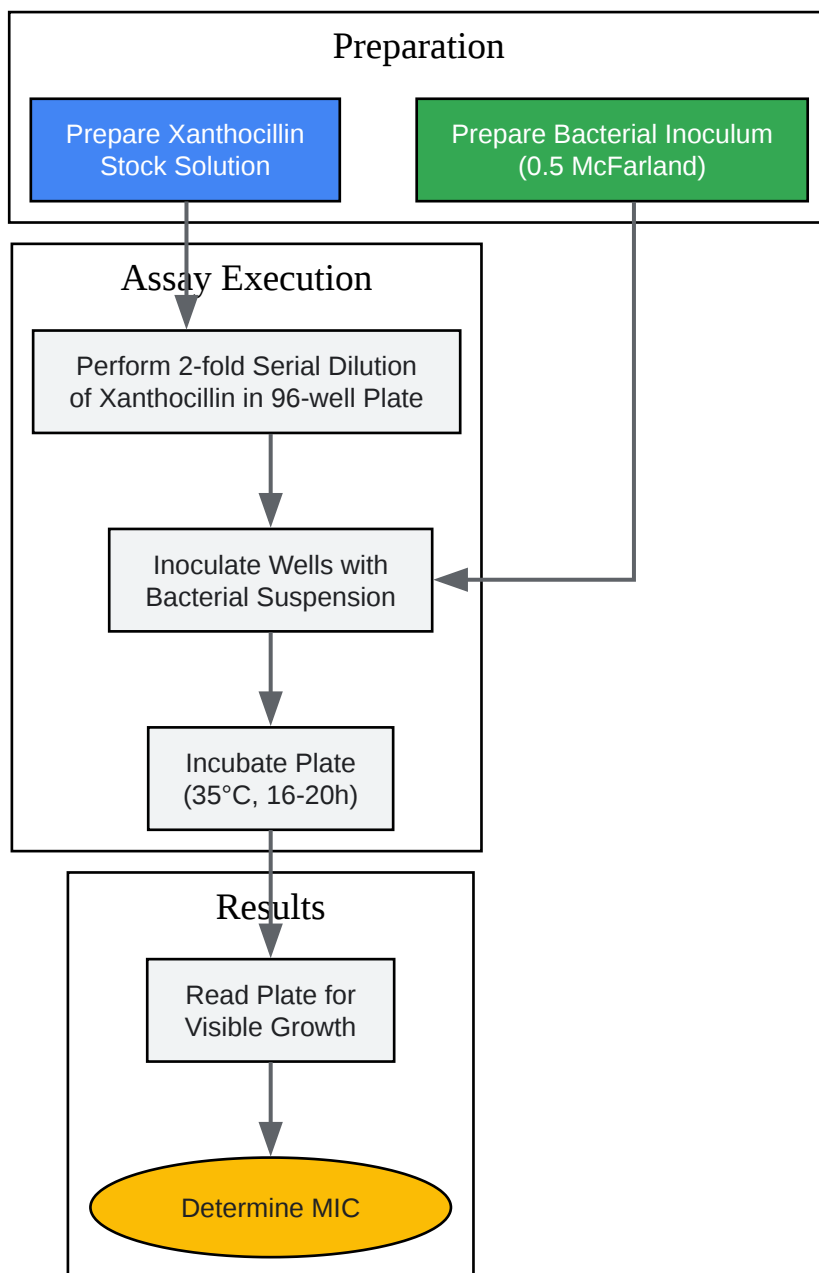 Preparation
Prepare Xanthocillin
Stock Solution
Prepare Bacterial Inoculum
(0.5 McFarland)
Assay Execution
Perform 2-fold Serial Dilution
of Xanthocillin in 96-well Plate
Inoculate Wells with
Bacterial Suspension
Incubate Plate
(35°C, 16-20h)
Results
Read Plate for
Visible Growth
Determine MIC